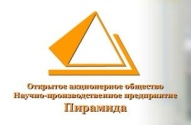 Открытое акционерное общество
Научно-производственное предприятие
Пирамида